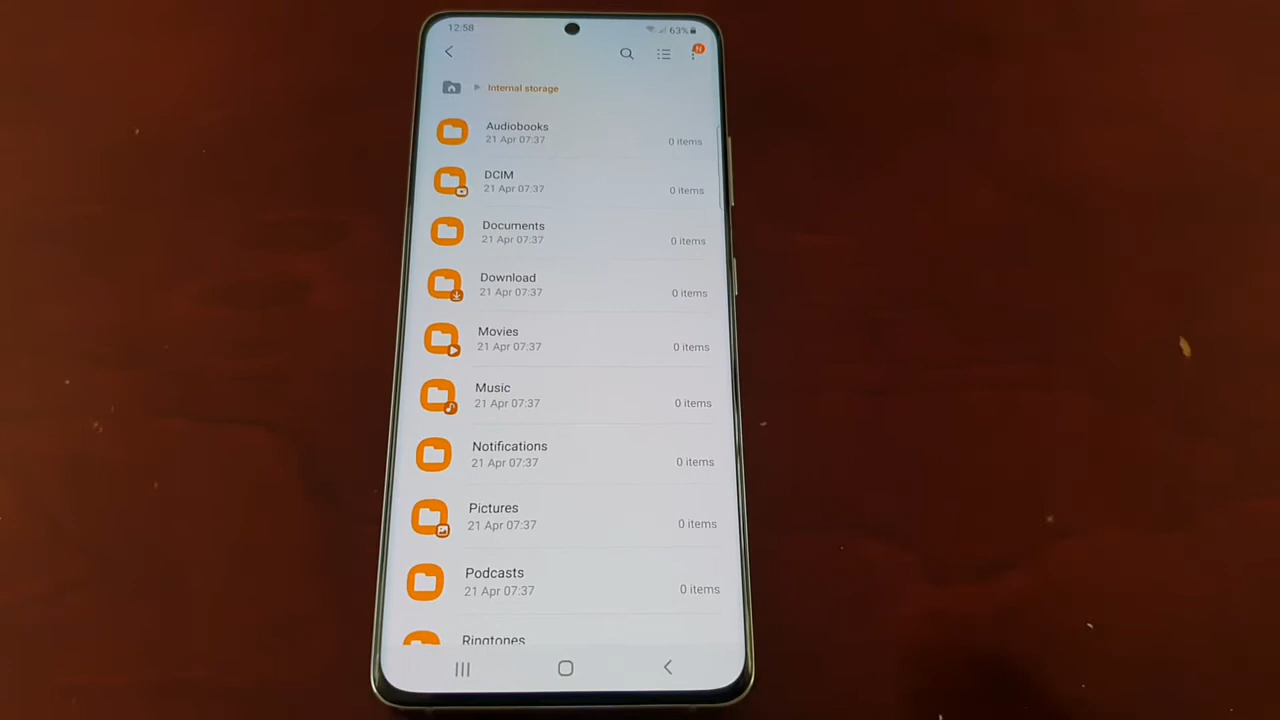 12:58
63%
N
Internal storage
Audiobooks
21 Apr 07:37
0 items
DCIM
21 Apr 07:37
0 items
Documents
21 Apr 07:37
0 items
Download
21 Apr 07:37
0 items
Movies
21 Apr 07:37
0 items
Music
21 Apr 07:37
0 items
Notifications
21 Apr 07:37
0 items
Pictures
21 Apr 07:37
0 items
Podcasts
21 Apr 07:37
0 items
Ringtones